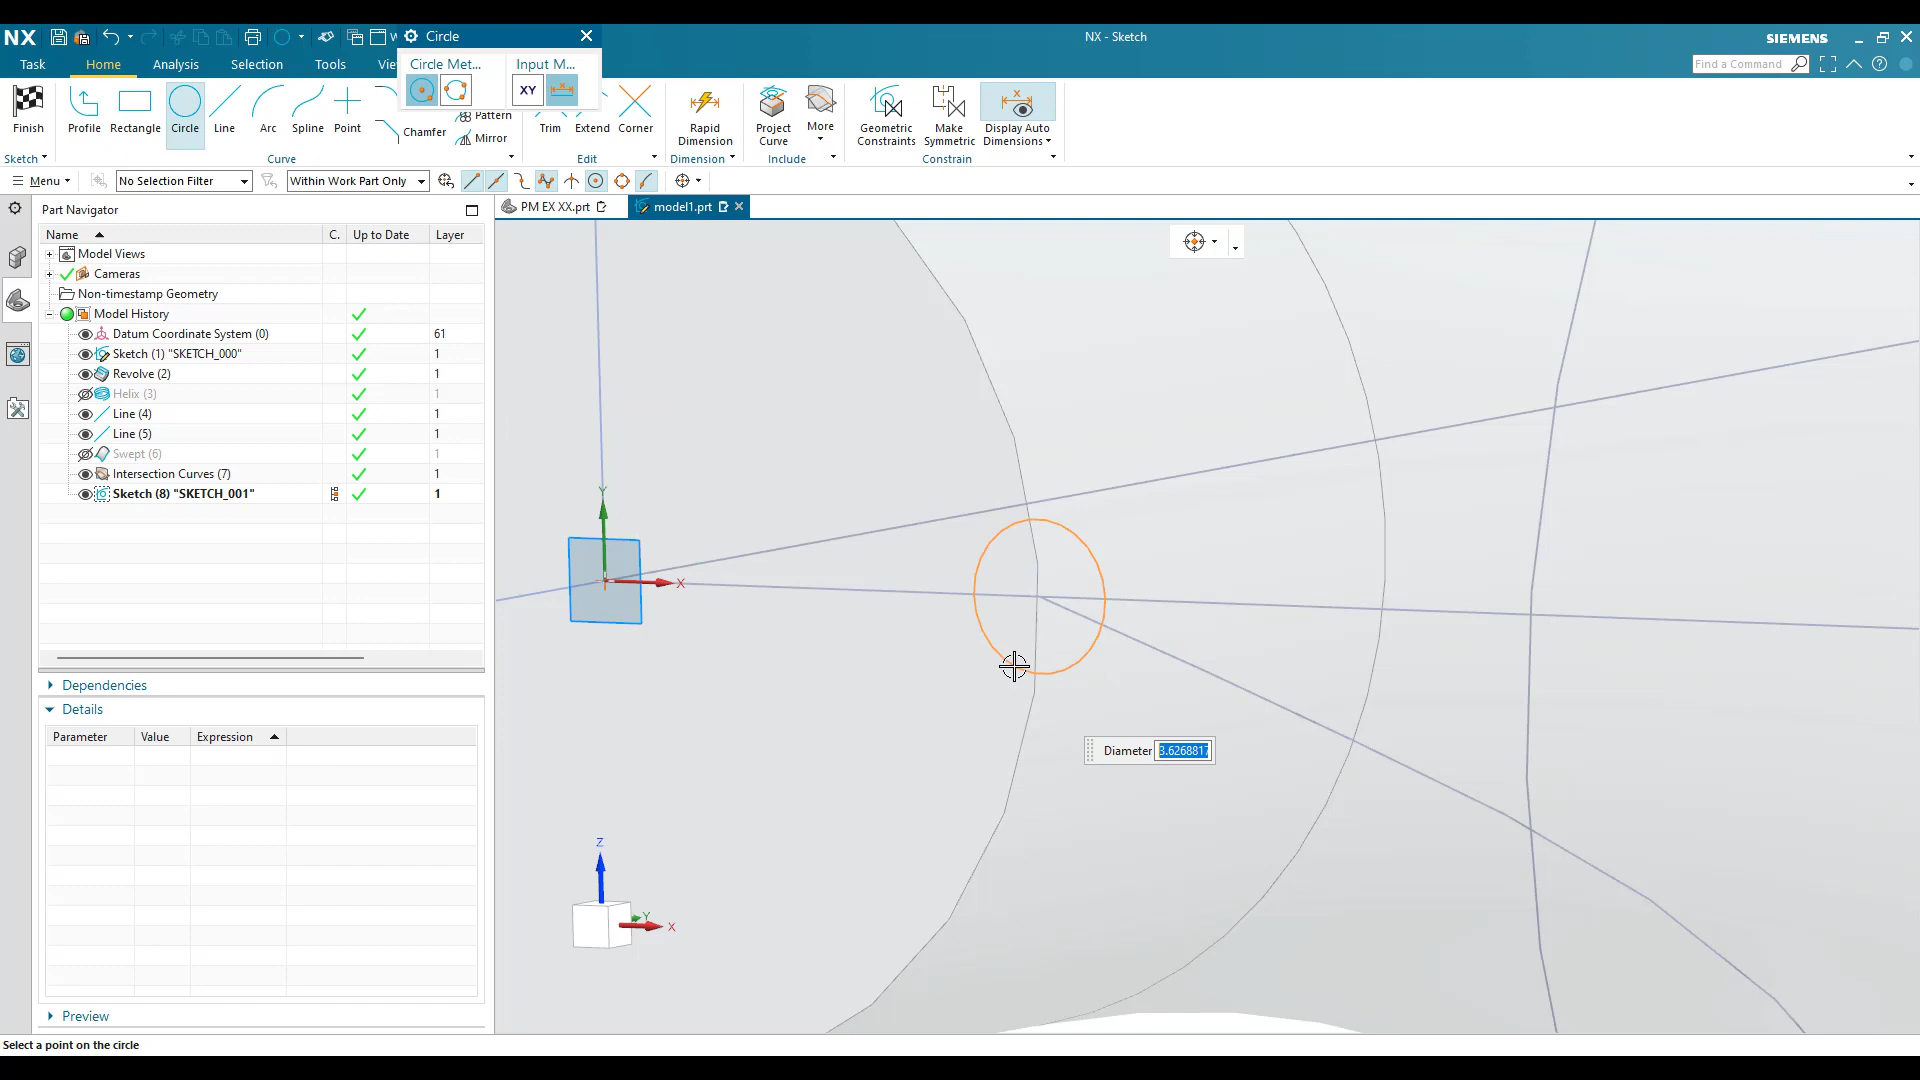 NX
Circle
NX - Sketch
SIEMENS
Task
Home
Analysis
Selection
Tools
Circle Met...
Input M...
XY
Find a Command
Finish
Profile
Rectangle
Circle
Line
Arc
Spline
Point
Chamfer
Pattern
Mirror
Trim
Extend
Corner
Rapid
Dimension
Project
Curve
More
Geometric
Constraints
Make
Symmetric
Display Auto
Dimensions
Sketch
Curve
Edit
Dimension
Include
Constrain
Menu
No Selection Filter
Within Work Part Only
Part Navigator
PM EX XX.prt
model1.prt
Name
C.
Up to Date
Layer
Model Views
Cameras
Non-timestamp Geometry
Model History
Datum Coordinate System (0)
61
Sketch (1) "SKETCH_000"
1
Revolve (2)
1
Helix (3)
1
Line (4)
1
Line (5)
1
Swept (6)
1
Intersection Curves (7)
1
Sketch (8) "SKETCH_001"
1
Y
X
Dependencies
Details
Parameter
Value
Expression
Diameter
3.6268817
Z
Y
X
Preview
Select a point on the circle